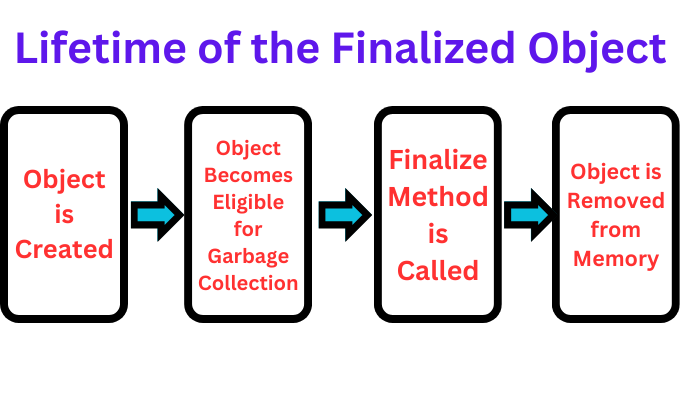 Lifetime of the Finalized Object
Object
is
Created
Object
Becomes
Eligible
for
Garbage
Collection
Finalize
Method
is
Called
Object is
Removed
from
Memory